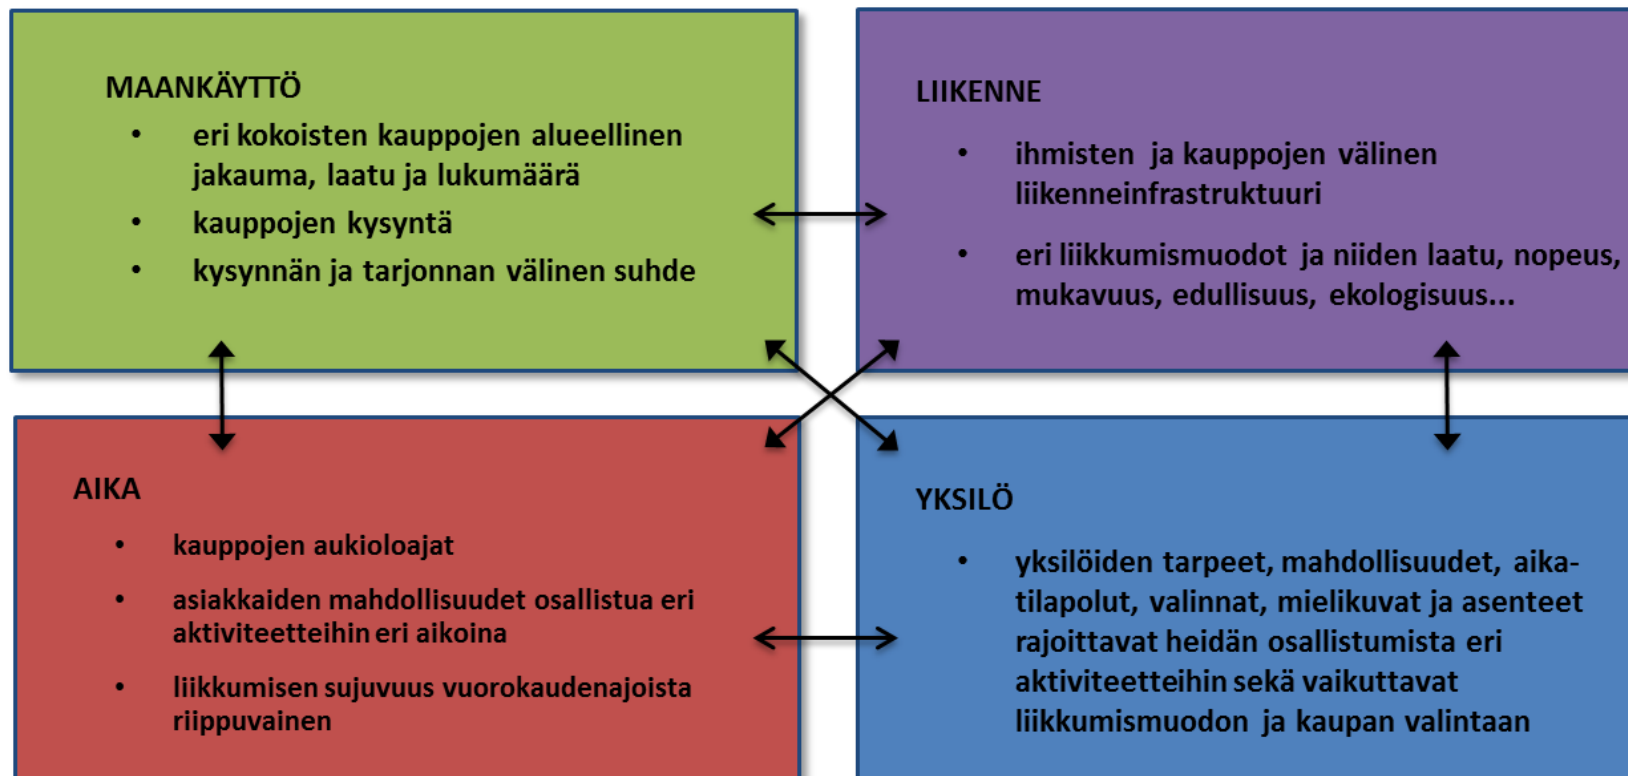 MAANKÄYTTÖ
• eri kokoisten kauppojen alueellinen
jakauma, laatu ja lukumäärä
• kauppojen kysyntä
• kysynnän ja tarjonnan välinen suhde
LIIKENNE
• ihmisten ja kauppojen välinen
liikenneinfrastruktuuri
• eri liikkumismuodot ja niiden laatu, nopeus,
mukavuus, edullisuus, ekologisuus...
AIKA
• kauppojen aukioloajat
• asiakkaiden mahdollisuudet osallistua eri
aktiviteetteihin eri aikoina
• liikkumisen sujuvuus vuorokaudenajoista
riippuvainen
YKSILÖ
• yksilöiden tarpeet, mahdollisuudet, aika-
tilapolut, valinnat, mielikuvat ja asenteet
rajoittavat heidän osallistumista eri
aktiviteetteihin sekä vaikuttavat
liikkumismuodon ja kaupan valintaan